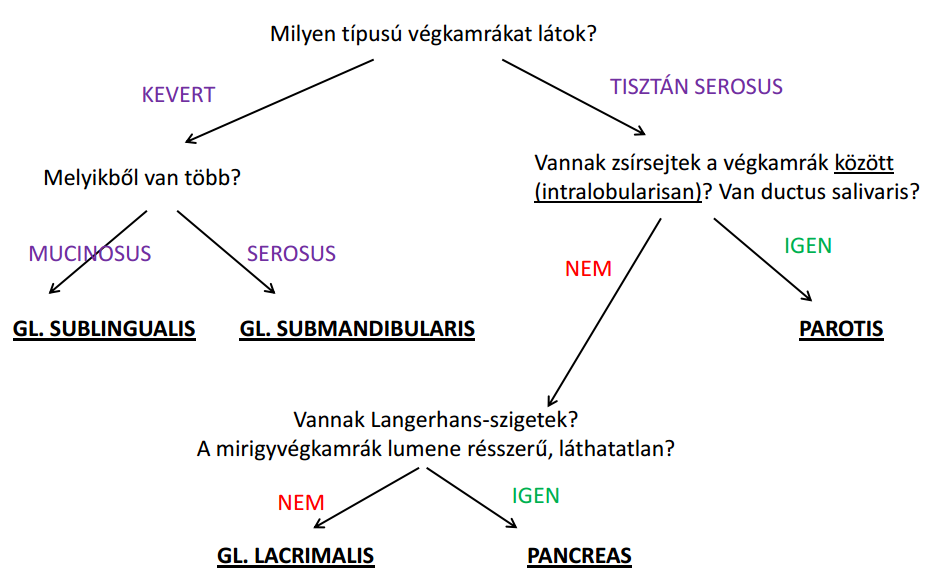 Milyen típusú végkamrákat látok?
KEVERT
TISZTÁN SEROSUS
Melyikből van több?
Vannak zsírsejtek a végkamrák között
(intralobularisan)? Van ductus salivaris?
MUCINOSUS
SEROSUS
NEM
IGEN
GL. SUBLINGUALIS
GL. SUBMANDIBULARIS
PAROTIS
Vannak Langerhans-szigetek?
A mirigyvégkamrák lumene résszerű, láthatatlan?
NEM
IGEN
GL. LACRIMALIS
PANCREAS